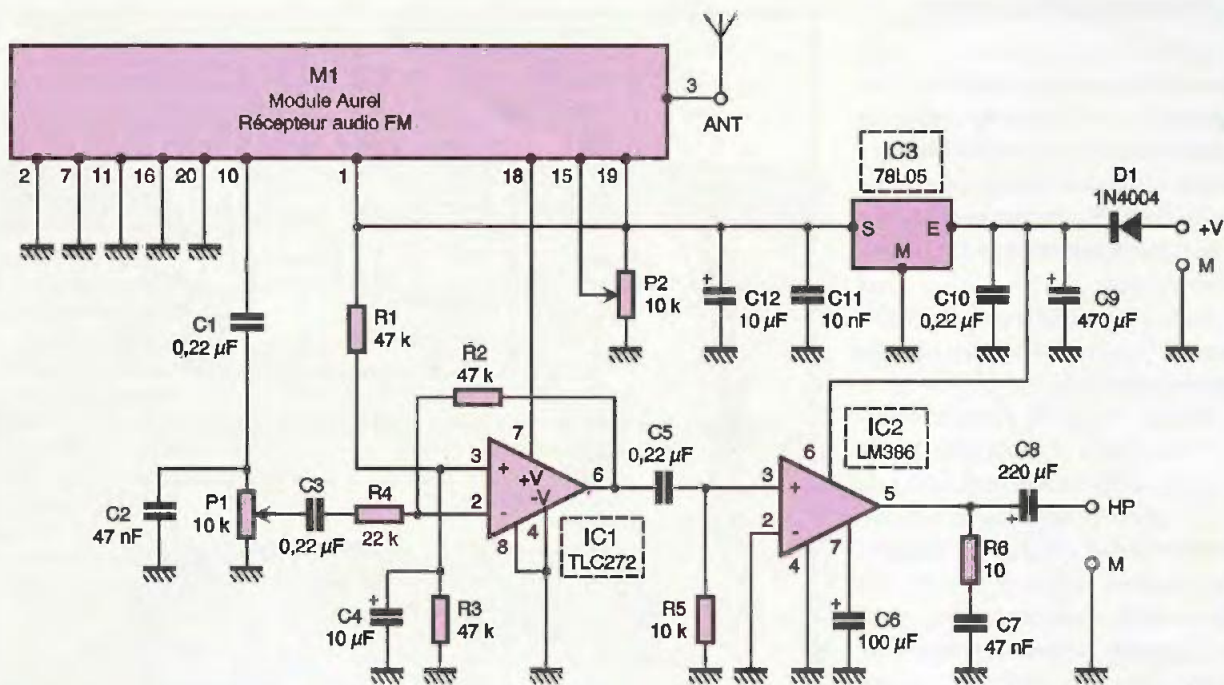 M1
Module Aurel
Récepteur audio FM
3
ANT
2
7
11
16
20
10
1
18
15
19
IC3
78L05
S
E
M
D1
1N4004
+V
M
P2
10 k
+
C12
10 µF
C11
10 nF
C10
0,22 µF
+
C9
470 µF
C1
0,22 µF
R1
47 k
R2
47 k
C2
47 nF
P1
10 k
C3
0,22 µF
R4
22 k
3
+
2
-
7
+V
-V
4
8
6
IC1
TLC272
C5
0,22 µF
+
C4
10 µF
R3
47 k
R5
10 k
3
+
2
-
6
4
7
5
IC2
LM386
+
C6
100 µF
C8
220 µF
+
HP
M
R6
10
C7
47 nF